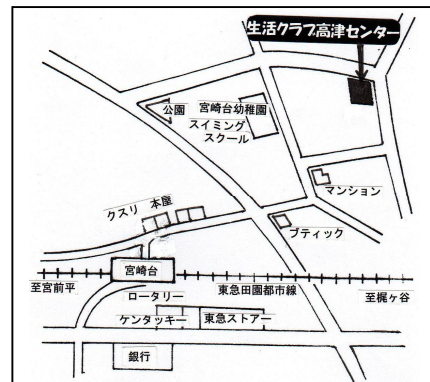 生活クラブ高津センター
公園
宮崎台幼稚園
スイミング
スクール
マンション
クスリ 本屋
ブティック
宮崎台
至宮前平
ロータリー
東急田園都市線
至梶ヶ谷
ケンタッキー
東急ストアー
銀行